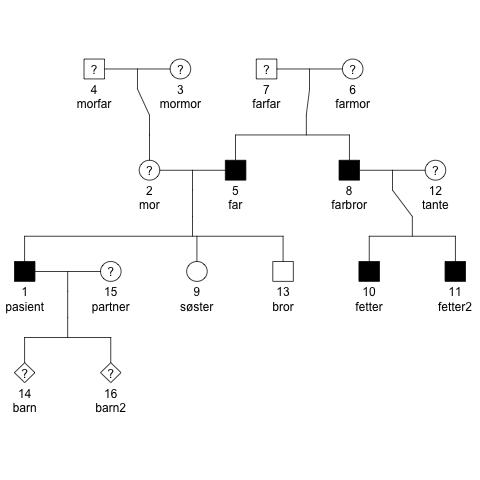 ? ? ? ?
4 3 7 6
morfar mormor farfar farmor
? ?
2 5 8 12
mor far farbror tante
? 
1 15 9 13 10 11
pasient partner søster bror fetter fetter2
? ?
14 16
barn barn2